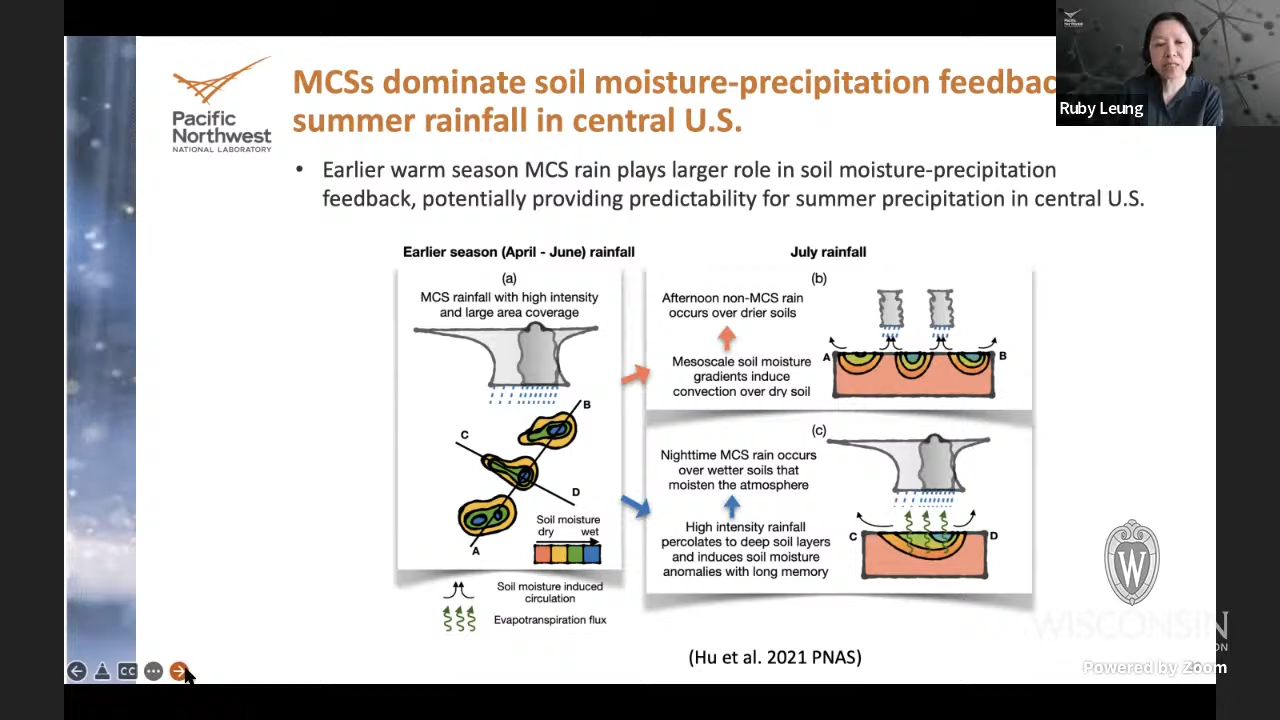 Pacific
Northwest
NATIONAL LABORATORY
MCSs dominate soil moisture-precipitation feedbac
summer rainfall in central U.S.
Pacific
Northwest
Ruby Leung
• Earlier warm season MCS rain plays larger role in soil moisture-precipitation
feedback, potentially providing predictability for summer precipitation in central U.S.
Earlier season (April - June) rainfall
(a)
MCS rainfall with high intensity
and large area coverage
B
C
D
A
Soil moisture
dry wet
Soil moisture induced
circulation
Evapotranspiration flux
July rainfall
(b)
Afternoon non-MCS rain
occurs over drier soils
Mesoscale soil moisture
gradients induce
convection over dry soil
A B
(c)
Nighttime MCS rain occurs
over wetter soils that
moisten the atmosphere
High intensity rainfall
percolates to deep soil layers
and induces soil moisture
anomalies with long memory
C D
(Hu et al. 2021 PNAS)
W
WISCONSIN
Powered by Zoom
CC